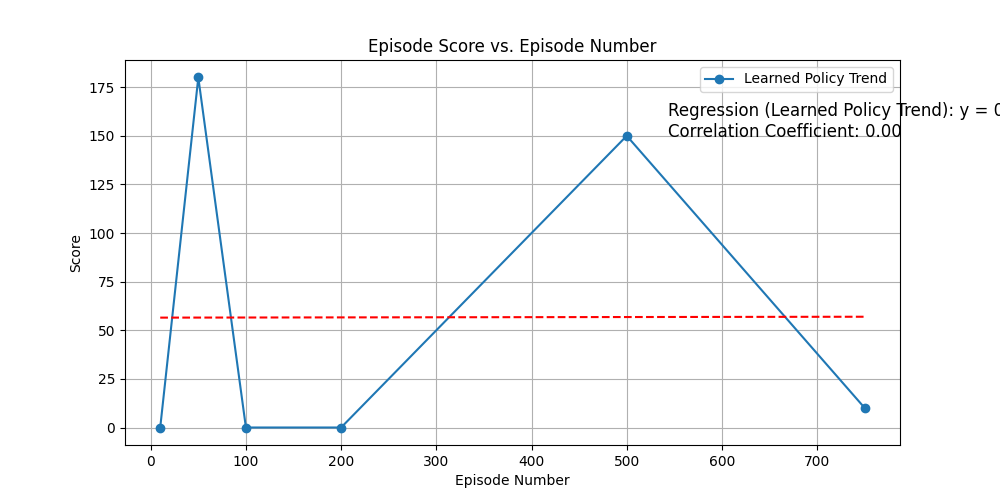 Episode Score vs. Episode Number
Learned Policy Trend
Regression (Learned Policy Trend): y = 0
Correlation Coefficient: 0.00
175
150
125
100
75
50
25
0
Score
0 100 200 300 400 500 600 700
Episode Number